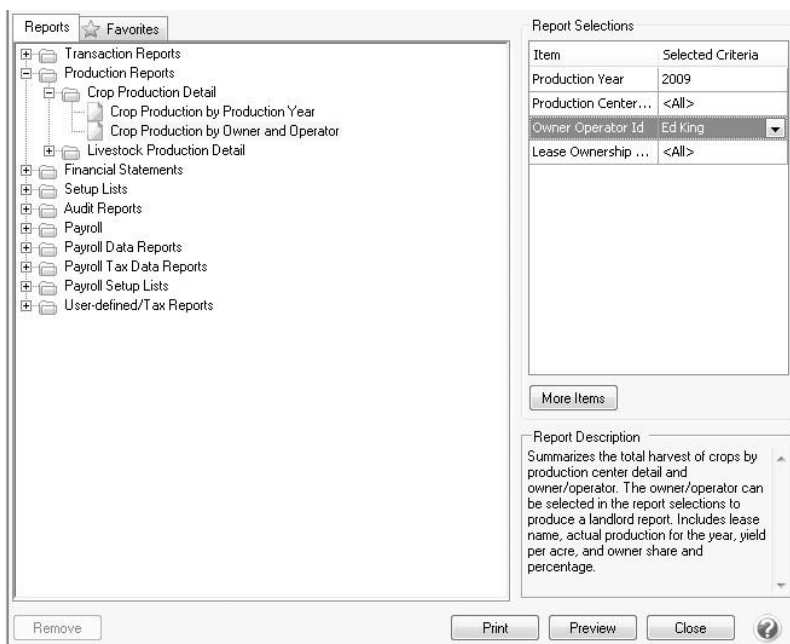 Reports
Favorites
Transaction Reports
Production Reports
Crop Production Detail
Crop Production by Production Year
Crop Production by Owner and Operator
Livestock Production Detail
Financial Statements
Setup Lists
Audit Reports
Payroll
Payroll Data Reports
Payroll Tax Data Reports
Payroll Setup Lists
User-defined/Tax Reports
Report Selections
Item Selected Criteria
Production Year 2009
Production Center... <All>
Owner Operator Id Ed King
Lease Ownership ... <All>
More Items
Report Description
Summarizes the total harvest of crops by
production center detail and
owner/operator. The owner/operator can
be selected in the report selections to
produce a landlord report. Includes lease
name, actual production for the year, yield
per acre, and owner share and
percentage.
Remove
Print
Preview
Close
?